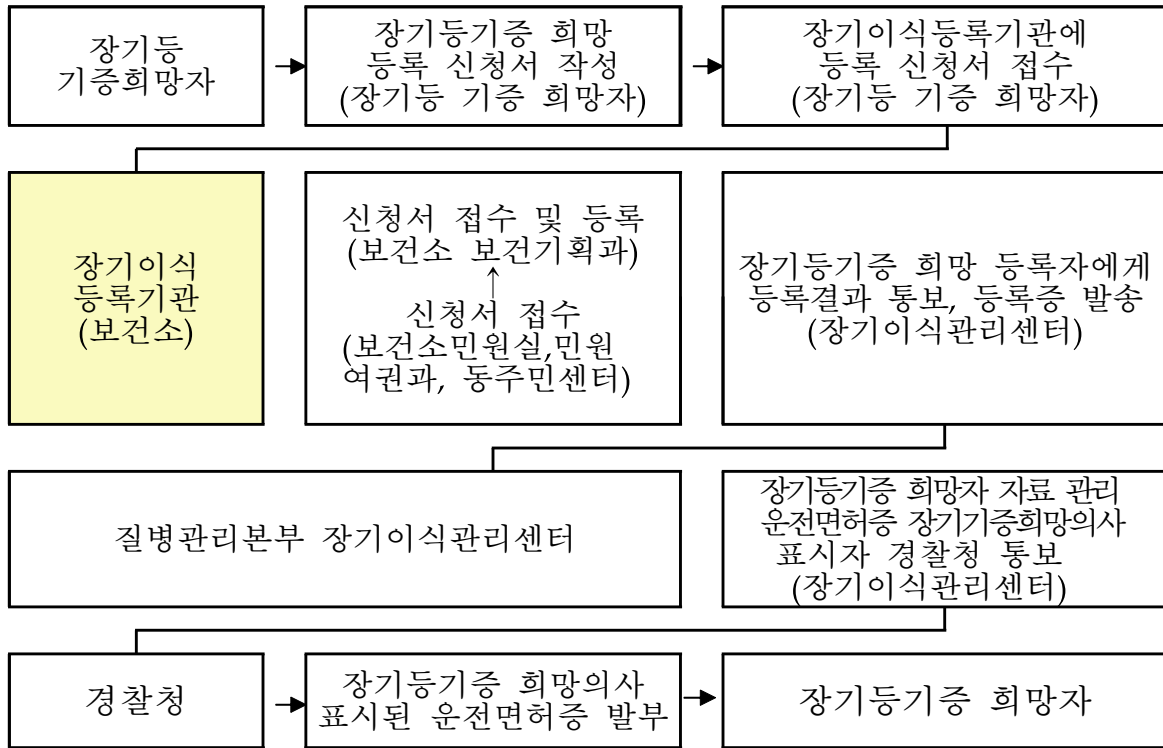 장기등
기증희망자
장기등기증 희망
등록 신청서 작성
(장기등 기증 희망자)
장기이식등록기관에
등록 신청서 접수
(장기등 기증 희망자)
장기이식
등록기관
(보건소)
신청서 접수 및 등록
(보건소 보건기획과)
↑
신청서 접수
(보건소민원실,민원
여권과, 동주민센터)
장기등기증 희망 등록자에게
등록결과 통보, 등록증 발송
(장기이식관리센터)
질병관리본부 장기이식관리센터
장기등기증 희망자 자료 관리
운전면허증 장기기증희망의사
표시자 경찰청 통보
(장기이식관리센터)
경찰청
장기등기증 희망의사
표시된 운전면허증 발부
장기등기증 희망자